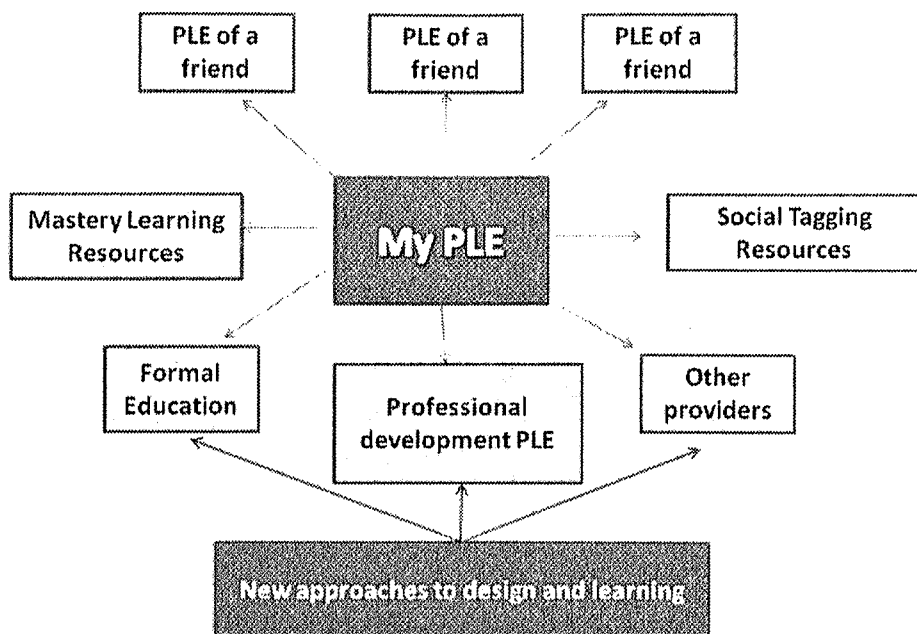 PLE of a
friend
PLE of a
friend
PLE of a
friend
Mastery Learning
Resources
My PLE
Social Tagging
Resources
Formal
Education
Professional
development PLE
Other
providers
New approaches to design and learning